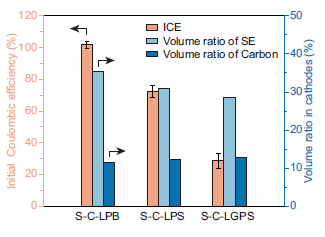 120
100
80
60
40
20
0
Initial Coulombic efficiency (%)
ICE
Volume ratio of SE
Volume ratio of Carbon
50
40
30
20
10
0
Volume ratio in cathodes (%)
S-C-LPB
S-C-LPS
S-C-LGPS